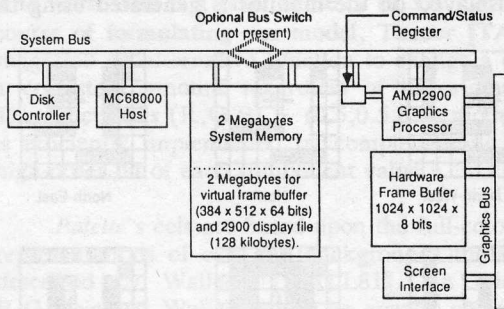 Optional Bus Switch
(not present)
Command/Status
Register
System Bus
Disk
Controller
MC68000
Host
2 Megabytes
System Memory
2 Megabytes for
virtual frame buffer
(384 x 512 x 64 bits)
and 2900 display file
(128 kilobytes).
AMD2900
Graphics
Processor
Hardware
Frame Buffer
1024 x 1024 x
8 bits
Screen
Interface
Graphics Bus